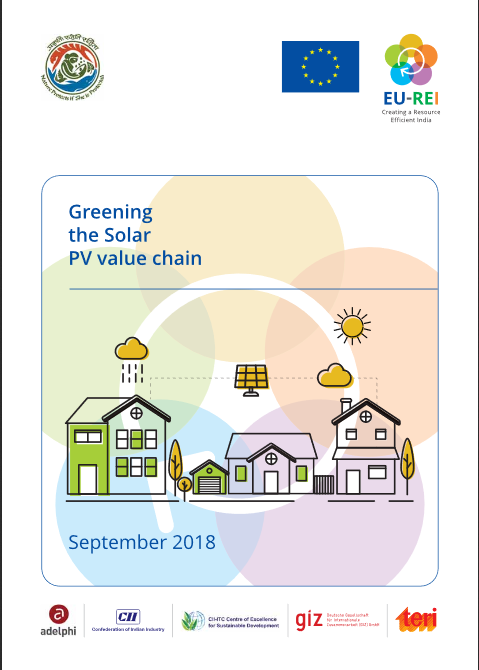 प्रकृतिः रक्षति रक्षिता
Nature Protects if She is Protected
EU-REI
Creating a Resource
Efficient India
Greening
the Solar
PV value chain
September 2018
adelphi
CII
Confederation of Indian Industry
CII-ITC Centre of Excellence
for Sustainable Development
giz
Deutsche Gesellschaft
für Internationale
Zusammenarbeit (GIZ) GmbH
teri